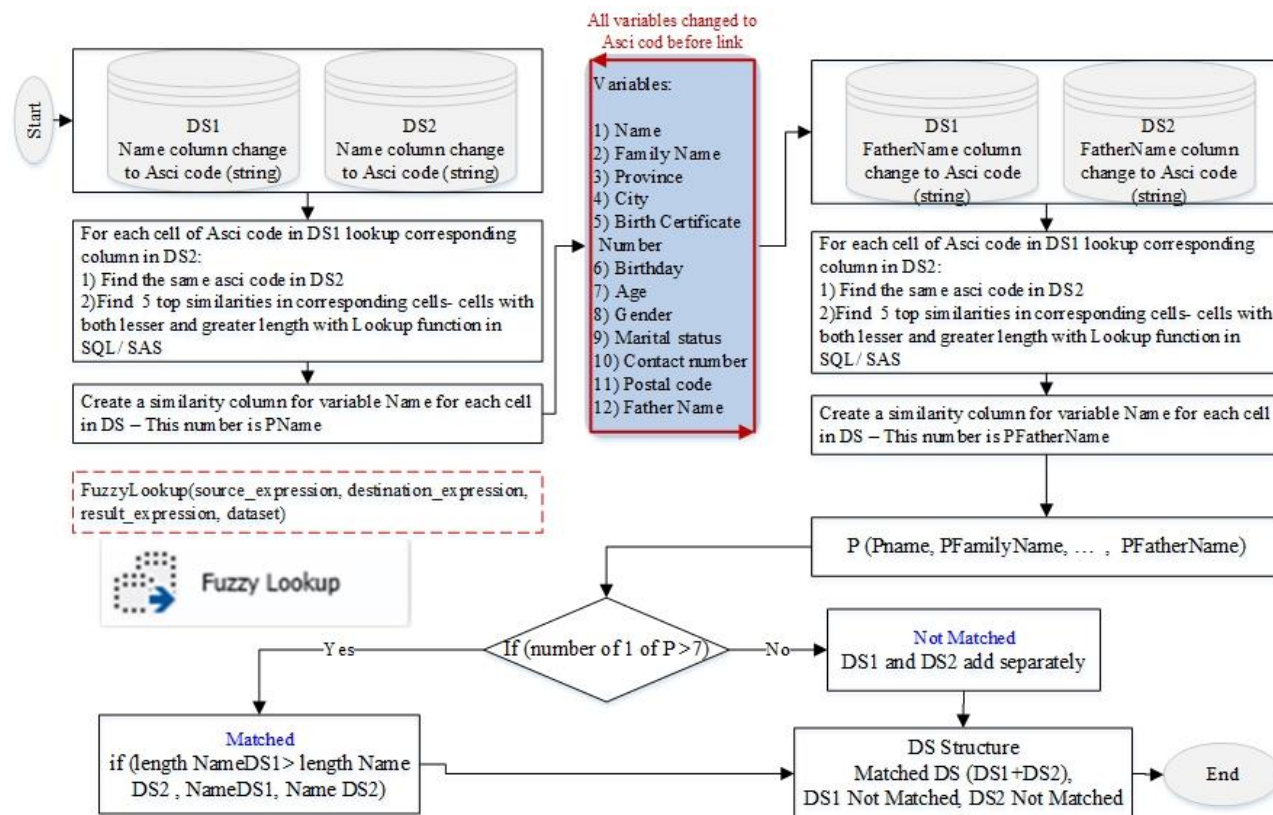 Start
DS1
Name column change
to Asci code (string)
DS2
Name column change
to Asci code (string)
For each cell of Asci code in DS1 lookup corresponding
column in DS2:
1) Find the same asci code in DS2
2)Find 5 top similarities in corresponding cells- cells with
both lesser and greater length with Lookup function in
SQL/ SAS
Create a similarity column for variable Name for each cell
in DS – This number is PName
FuzzyLookup(source_expression, destination_expression,
result_expression, dataset)
Fuzzy Lookup
All variables changed to
Asci cod before link
Variables:
1) Name
2) Family Name
3) Province
4) City
5) Birth Certificate
Number
6) Birthday
7) Age
8) Gender
9) Marital status
10) Contact number
11) Postal code
12) Father Name
DS1
FatherName column
change to Asci code
(string)
DS2
FatherName column
change to Asci code
(string)
For each cell of Asci code in DS1 lookup corresponding
column in DS2:
1) Find the same asci code in DS2
2)Find 5 top similarities in corresponding cells- cells with
both lesser and greater length with Lookup function in
SQL/ SAS
Create a similarity column for variable Name for each cell
in DS – This number is PFatherName
P (Pname, PFamilyName, … , PFatherName)
If (number of 1 of P>7)
Yes
No
Not Matched
DS1 and DS2 add separately
Matched
if (length NameDS1> length Name
DS2 , NameDS1, Name DS2)
DS Structure
Matched DS (DS1+DS2),
DS1 Not Matched, DS2 Not Matched
End